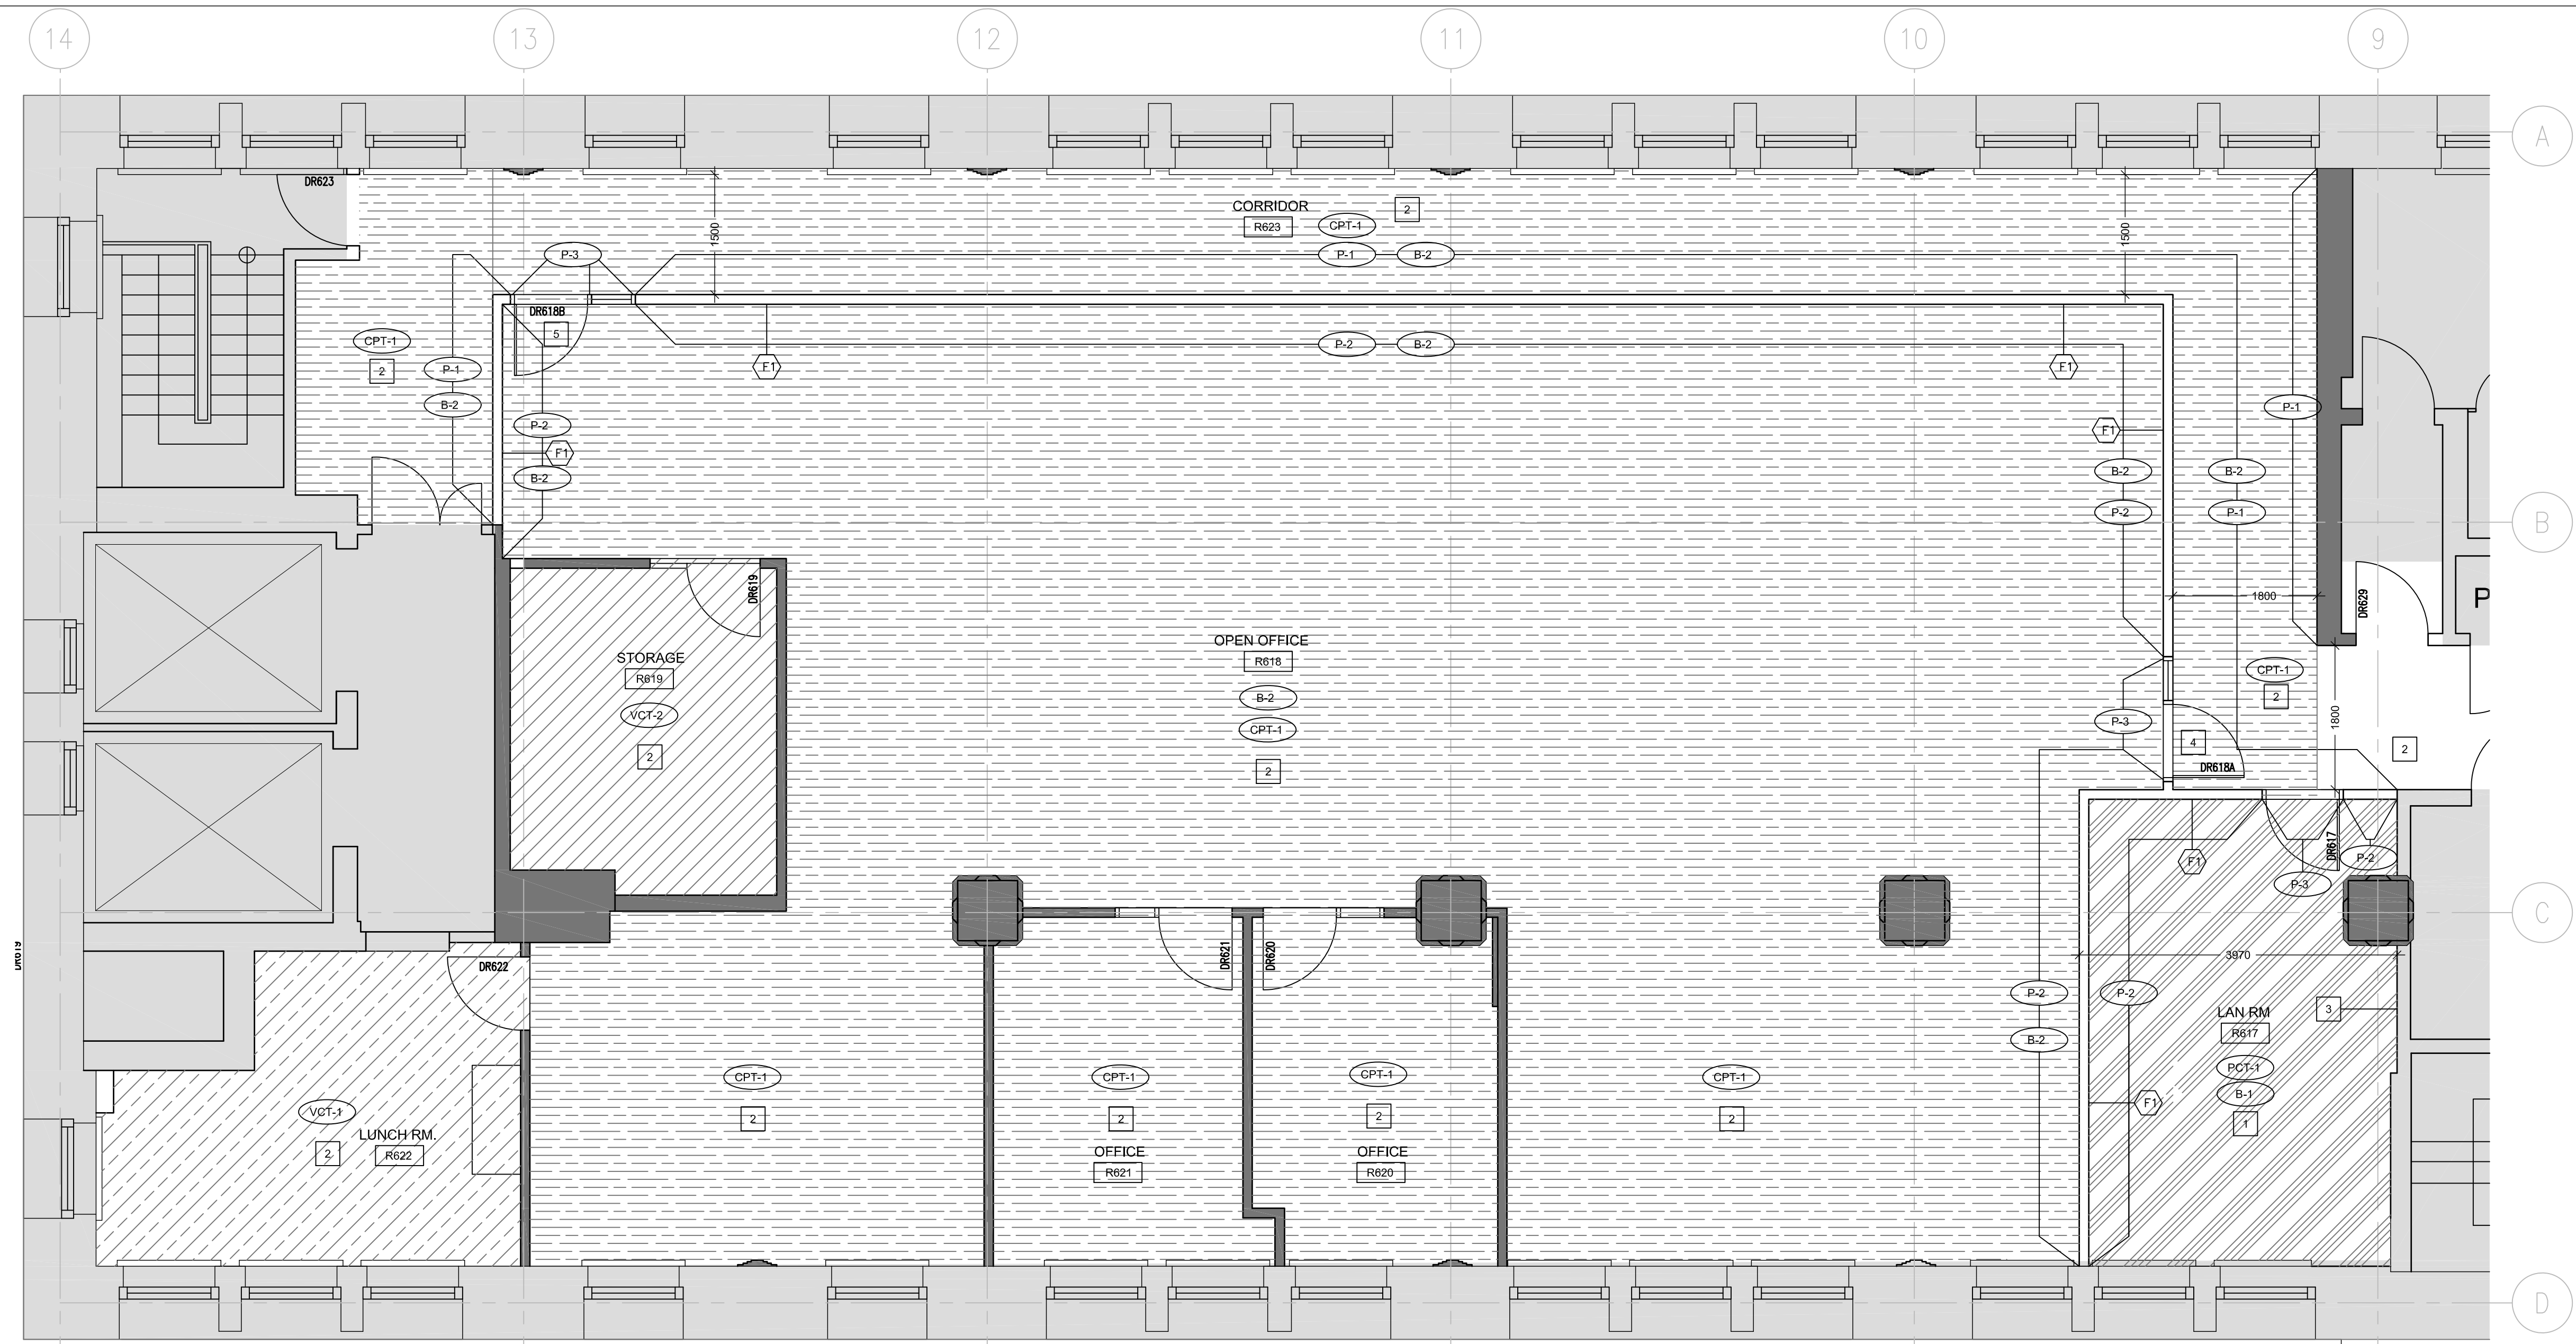 14
13
12
11
10
9
A
DR623
CORRIDOR
2
R623
CPT-1
1500
1500
P-3
P-1
B-2
DR618B
5
CPT-1
2
P-1
B-2
P-2
B-2
F1
F1
P-2
F1
B-2
F1
B-2
P-2
P-1
B-2
P-1
B
DR619
1800
DR629
P
OPEN OFFICE
R618
B-2
CPT-1
2
STORAGE
R619
VCT-2
2
CPT-1
2
1800
P-3
4
2
DR618A
DR617
F1
P-2
P-3
C
DR619
DR622
DR621
DR620
3970
P-2
P-2
B-2
LAN RM
R617
3
PCT-1
B-1
1
F1
CPT-1
2
CPT-1
2
CPT-1
2
CPT-1
2
VCT-1
2
LUNCH RM.
R622
OFFICE
R621
OFFICE
R620
D